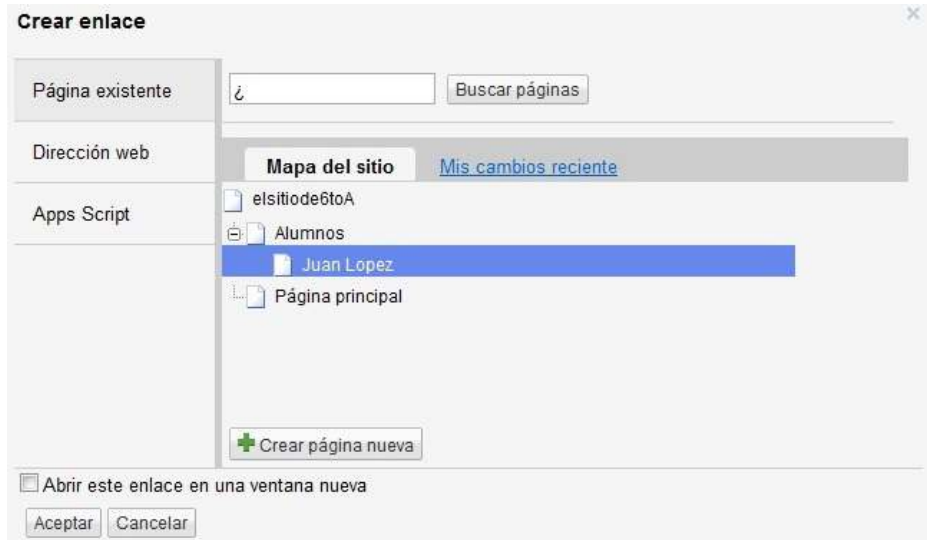 Crear enlace
Página existente
¿
Buscar páginas
Dirección web
Mapa del sitio
Mis cambios reciente
Apps Script
elsitiode6toA
Alumnos
Juan Lopez
Página principal
Crear página nueva
Abrir este enlace en una ventana nueva
Aceptar
Cancelar